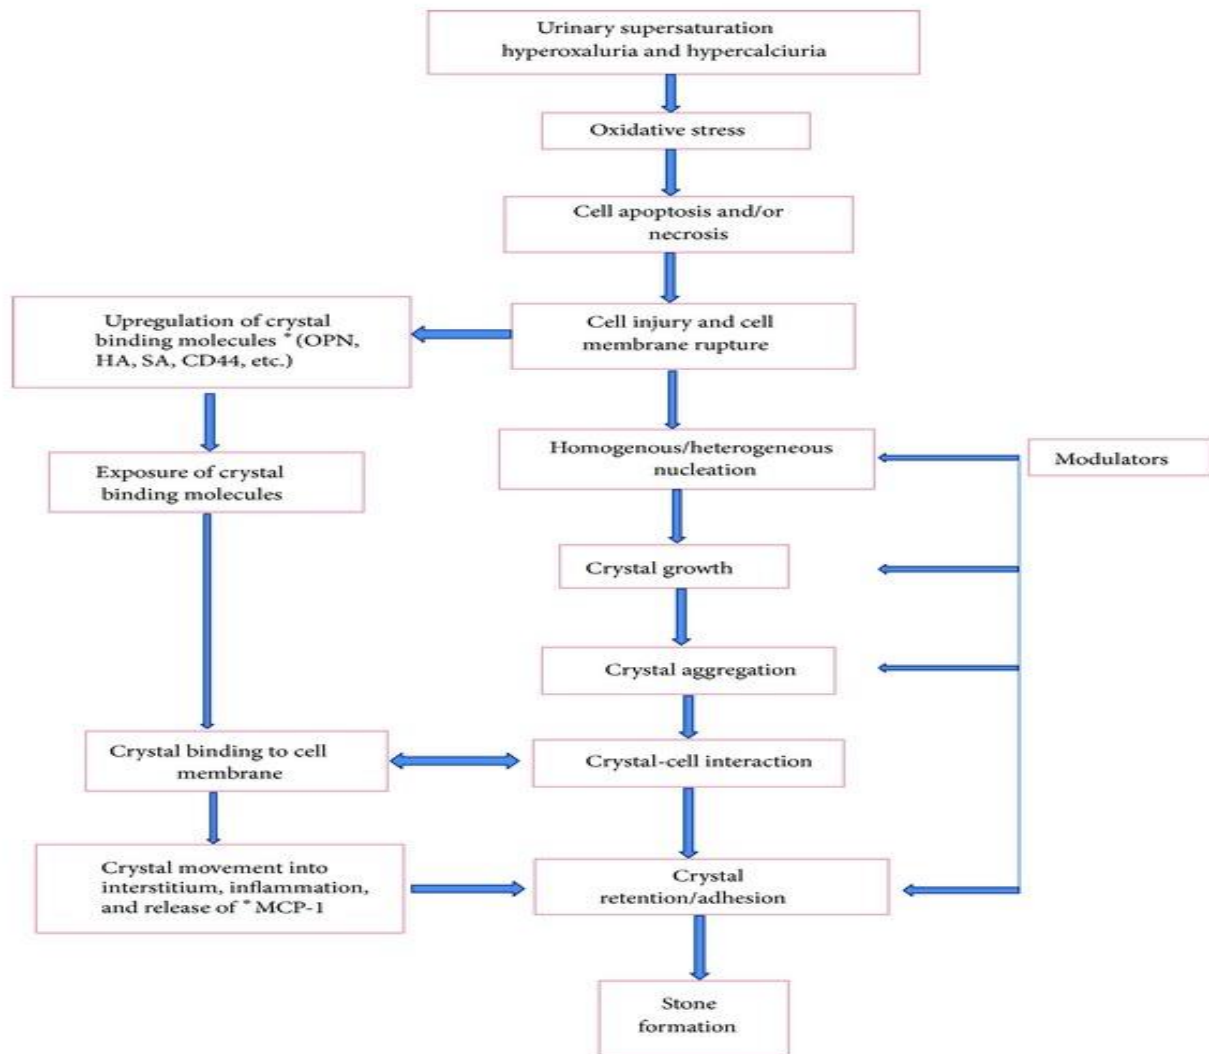 Urinary supersaturation
hyperoxaluria and hypercalciuria
Oxidative stress
Cell apoptosis and/or
necrosis
Cell injury and cell
membrane rupture
Upregulation of crystal
binding molecules * (OPN,
HA, SA, CD44, etc.)
Exposure of crystal
binding molecules
Homogenous/heterogeneous
nucleation
Modulators
Crystal growth
Crystal aggregation
Crystal binding to cell
membrane
Crystal-cell interaction
Crystal movement into
interstitium, inflammation,
and release of * MCP-1
Crystal
retention/adhesion
Stone
formation